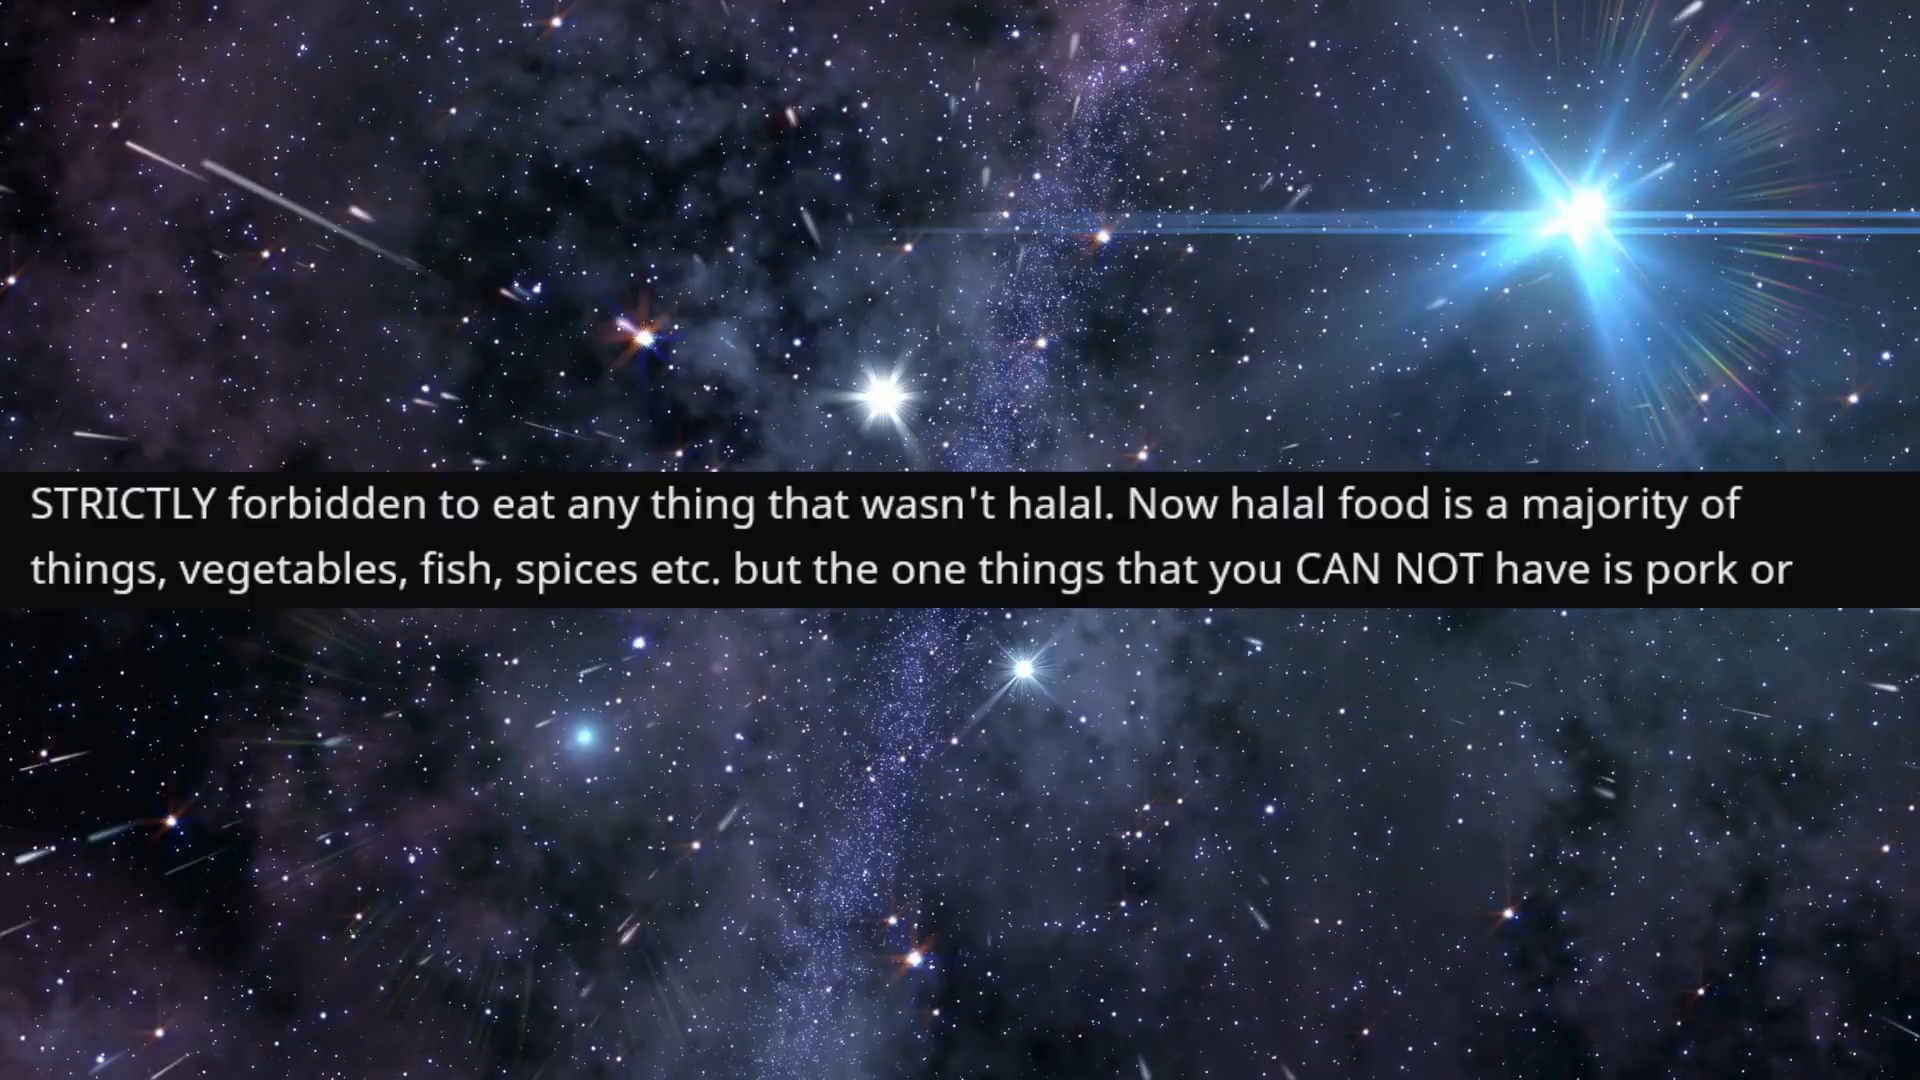 STRICTLY forbidden to eat any thing that wasn't halal. Now halal food is a majority of
things, vegetables, fish, spices etc. but the one things that you CAN NOT have is pork or